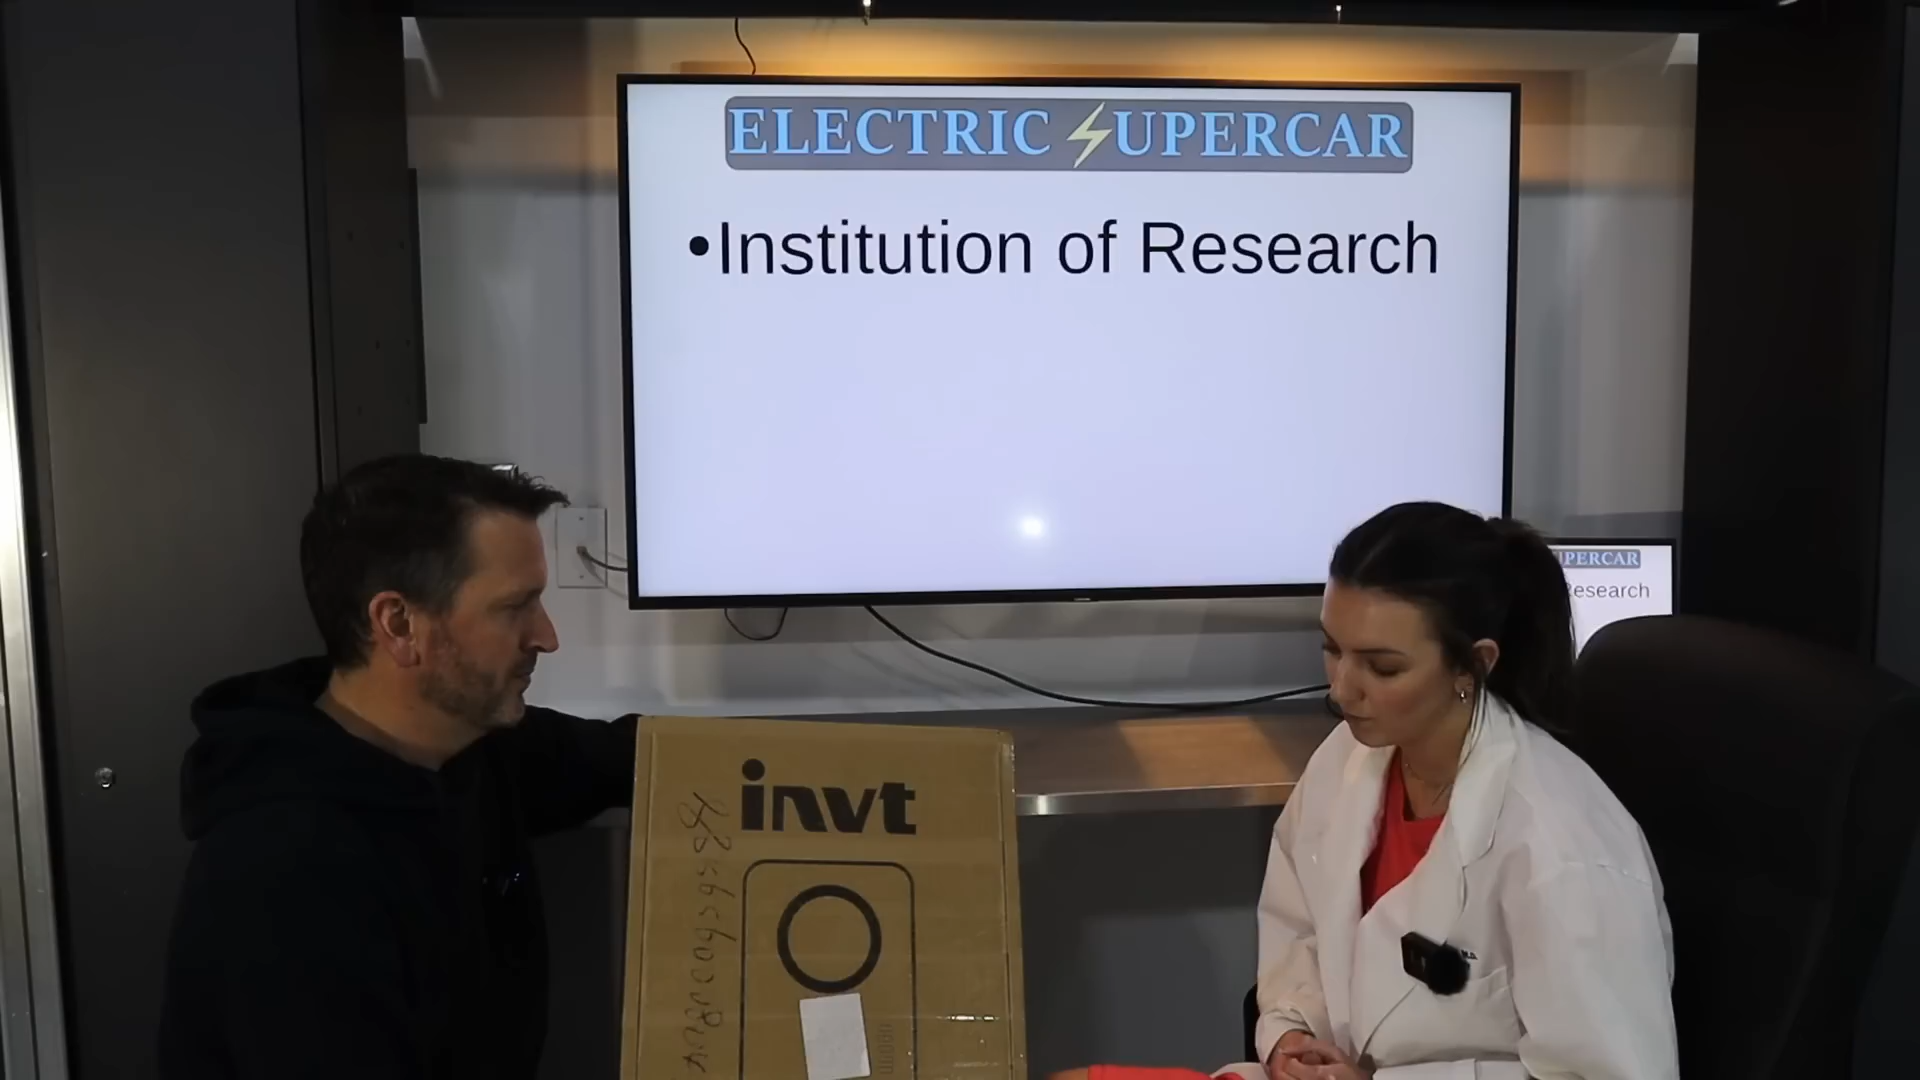 ELECTRIC SUPERCAR
•Institution of Research
UPERCAR
Research
invt
M.D.